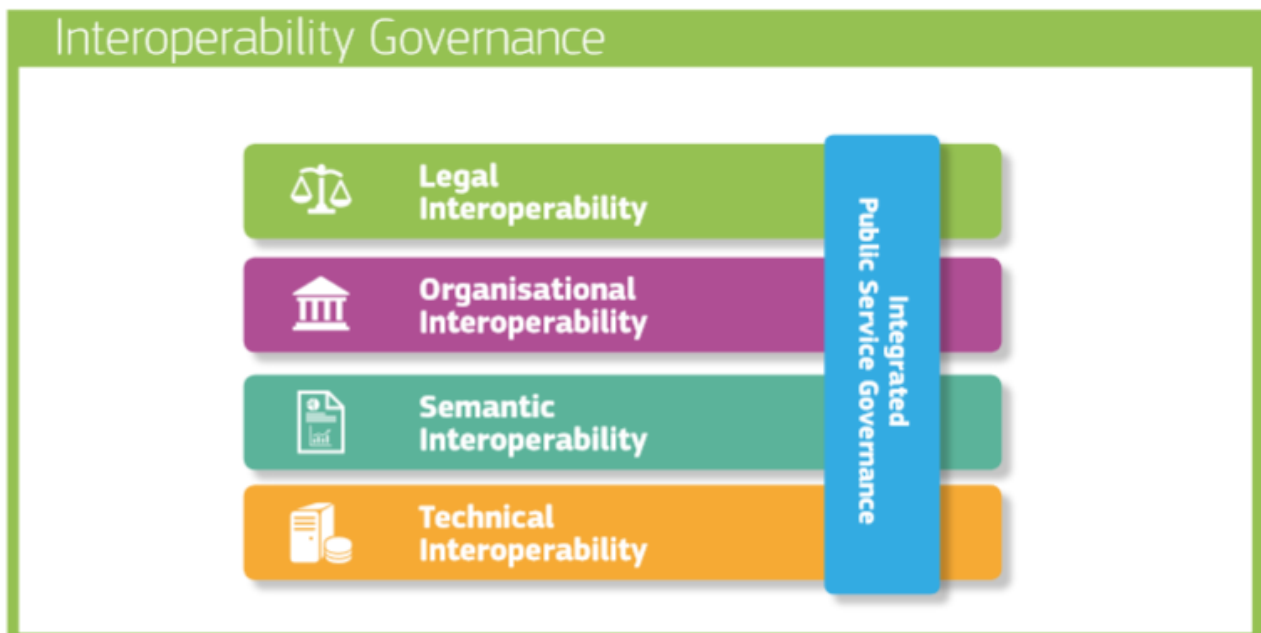 Interoperability Governance
Legal
Interoperability
Organisational
Interoperability
Semantic
Interoperability
Technical
Interoperability
Integrated
Public Service Governance